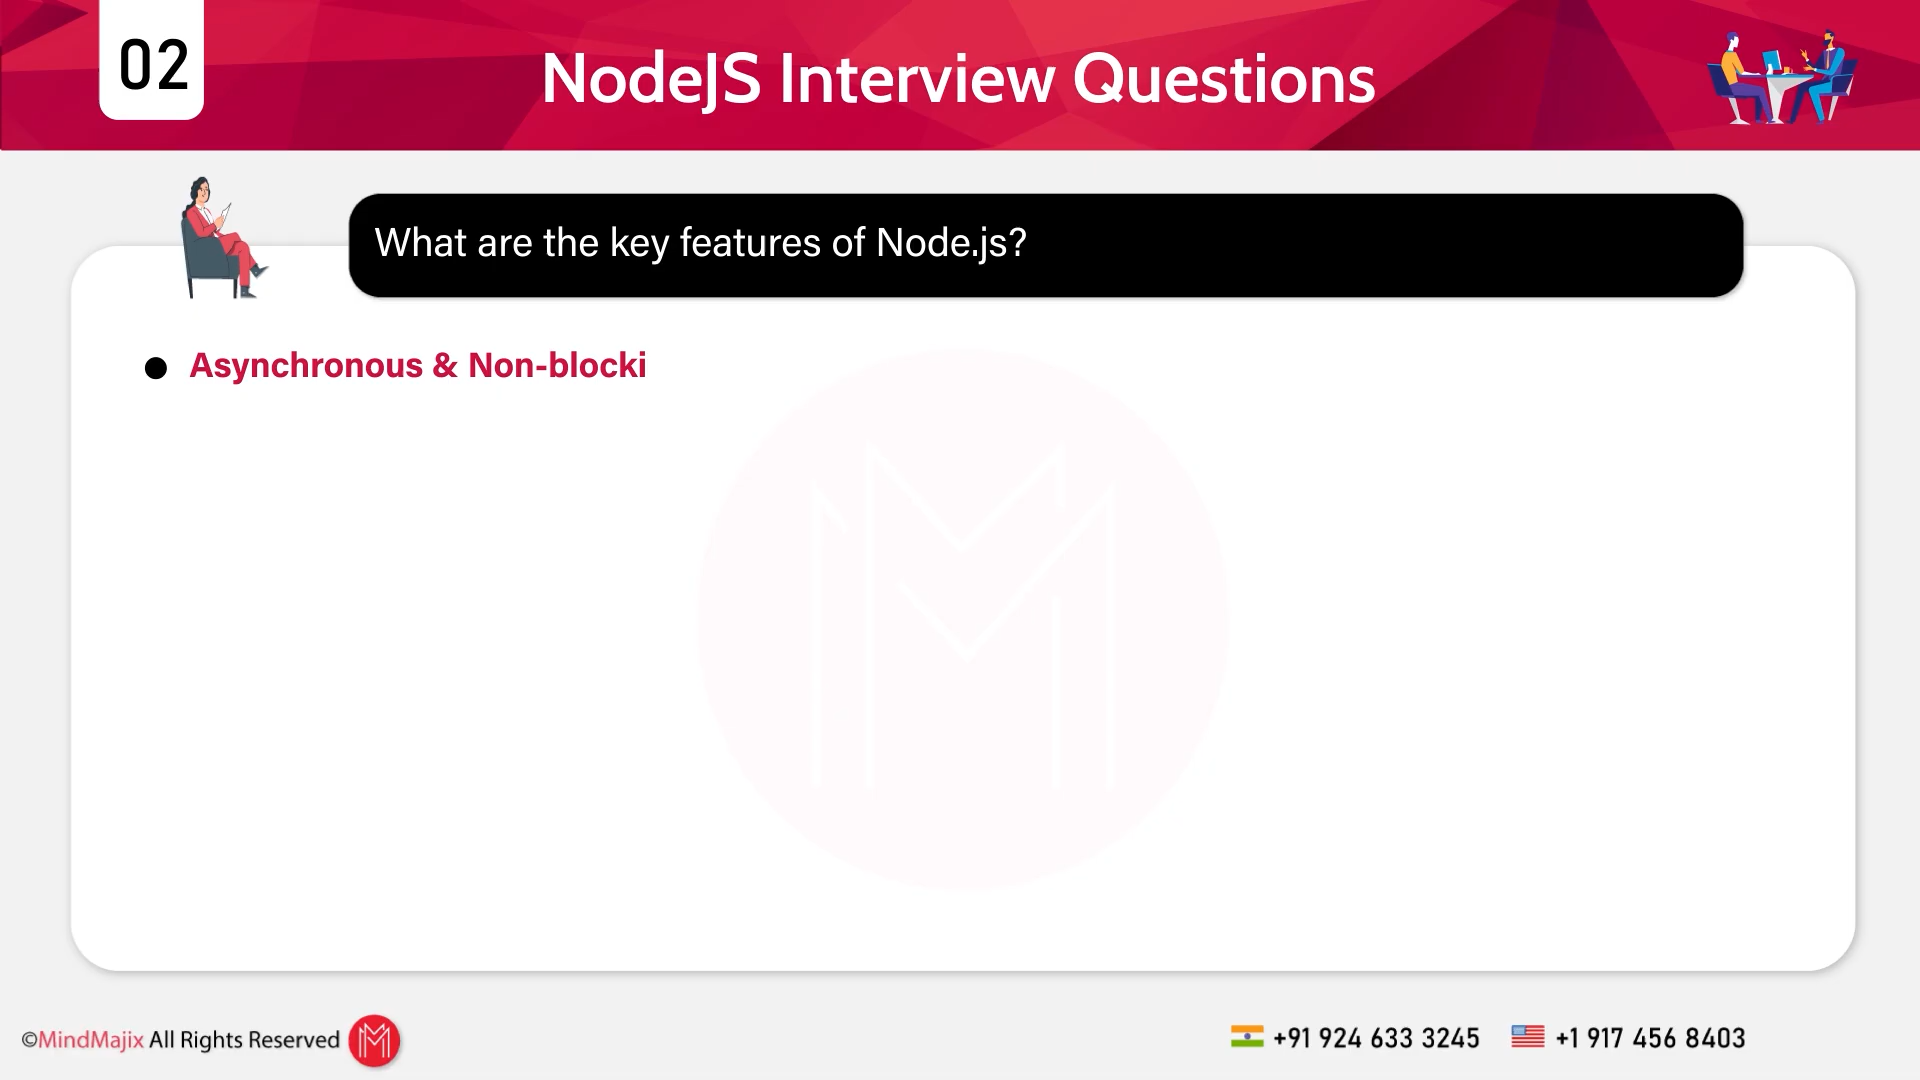 02
NodeJS Interview Questions
What are the key features of Node.js?
● Asynchronous & Non-blocki
©MindMajix All Rights Reserved
+91 924 633 3245
+1 917 456 8403